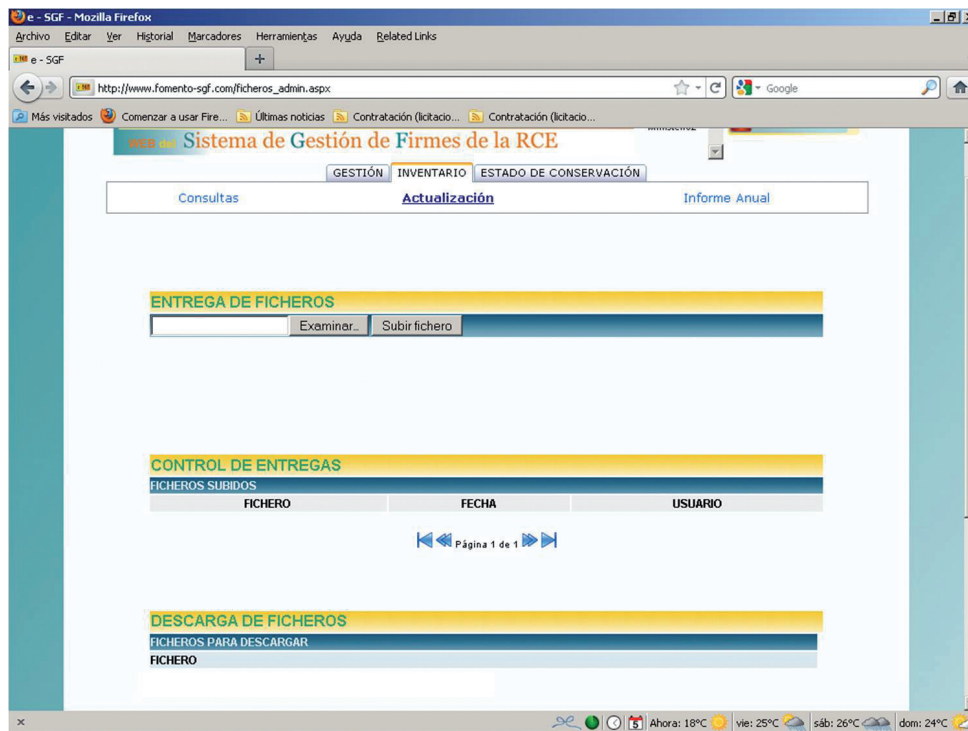 e - SGF - Mozilla Firefox
Archivo Editar Ver Historial Marcadores Herramientas Ayuda Related Links
e - SGF
http://www.fomento-sgf.com/ficheros_admin.aspx
Google
Más visitados Comenzar a usar Fire... Últimas noticias Contratación (licitacio... Contratación (licitacio...
WEB del Sistema de Gestión de Firmes de la RCE
GESTIÓN INVENTARIO ESTADO DE CONSERVACIÓN
Consultas Actualización Informe Anual
ENTREGA DE FICHEROS
Examinar... Subir fichero
CONTROL DE ENTREGAS
FICHEROS SUBIDOS
FICHERO FECHA USUARIO
Página 1 de 1
DESCARGA DE FICHEROS
FICHEROS PARA DESCARGAR
FICHERO
5 Ahora: 18°C vie: 25°C sáb: 26°C dom: 24°C